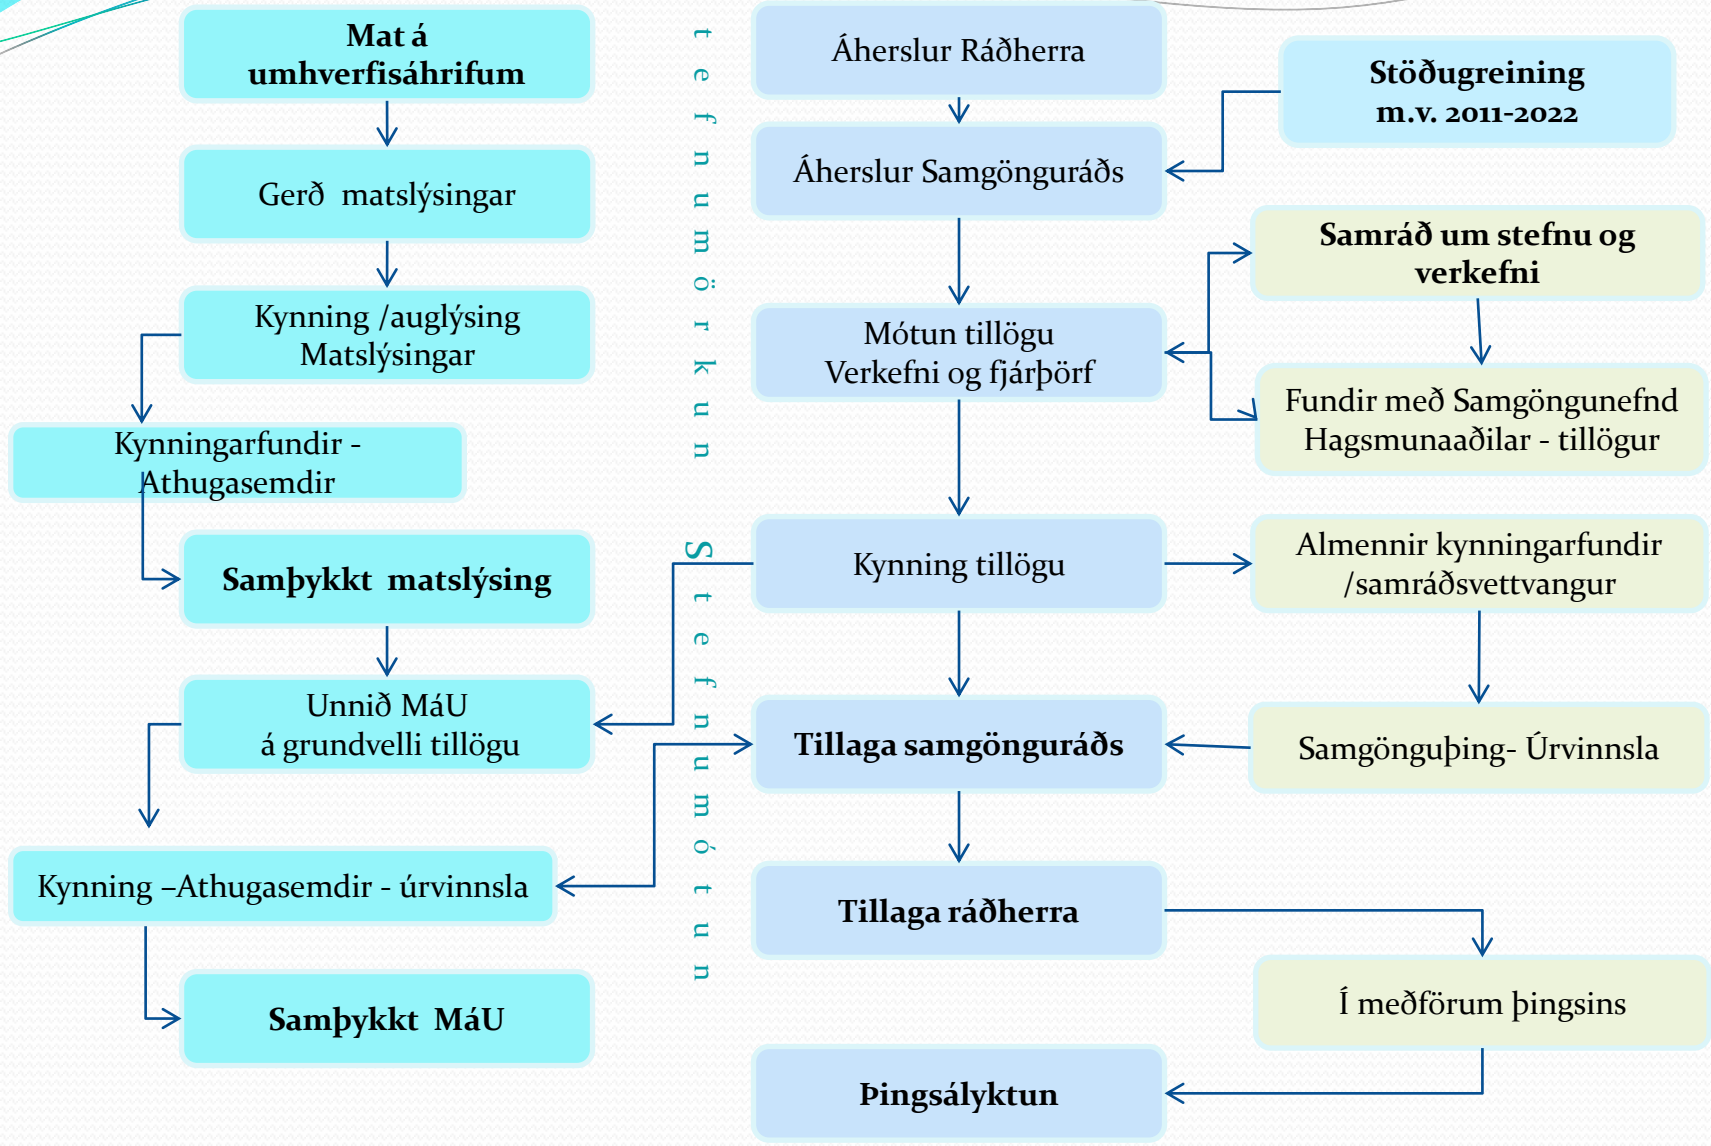 Mat á
umhverfisáhrifum
Gerð matslýsingar
Kynning /auglýsing
Matslýsingar
Kynningarfundir -
Athugasemdir
Samþykkt matslýsing
Unnið MáU
á grundvelli tillögu
Kynning –Athugasemdir - úrvinnsla
Samþykkt MáU
tefnumörkun
Stefnumótun
Áherslur Ráðherra
Áherslur Samgönguráðs
Mótun tillögu
Verkefni og fjárþörf
Kynning tillögu
Tillaga samgönguráðs
Tillaga ráðherra
Þingsályktun
Stöðugreining
m.v. 2011-2022
Samráð um stefnu og
verkefni
Fundir með Samgöngunefnd
Hagsmunaaðilar - tillögur
Almennir kynningarfundir
/samráðsvettvangur
Samgönguþing- Úrvinnsla
Í meðförum þingsins